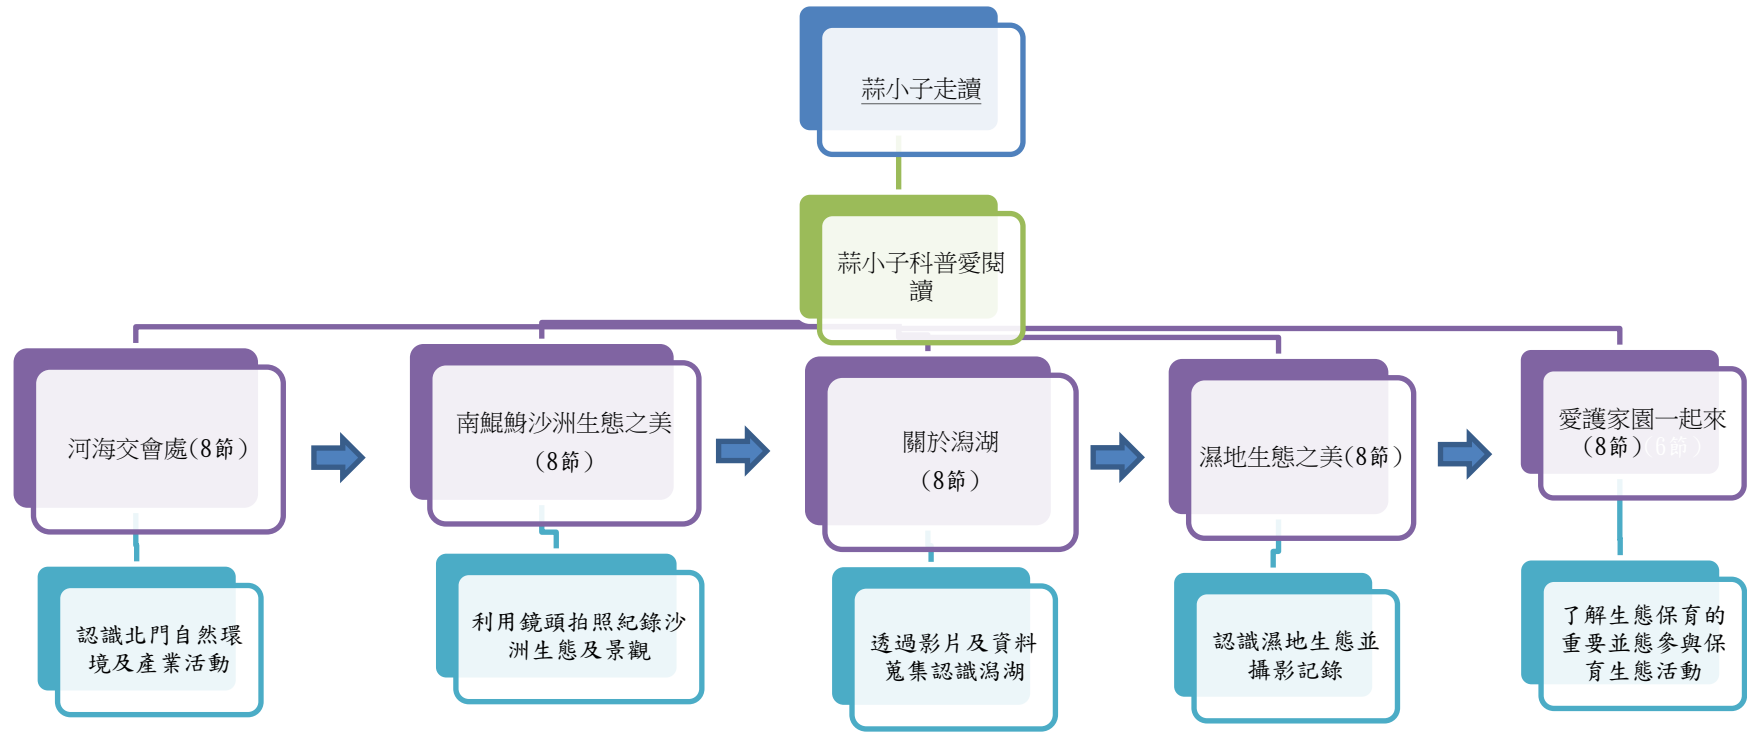 蒜小子走讀
蒜小子科普愛閱
讀
河海交會處(8節)
南鯤鯓沙洲生態之美
(8節)
關於潟湖
(8節)
濕地生態之美(8節)
愛護家園一起來
(8節)(6節)
認識北門自然環
境及產業活動
利用鏡頭拍照紀錄沙
洲生態及景觀
透過影片及資料
蒐集認識潟湖
認識濕地生態並
攝影記錄
了解生態保育的
重要並態參與保
育生態活動